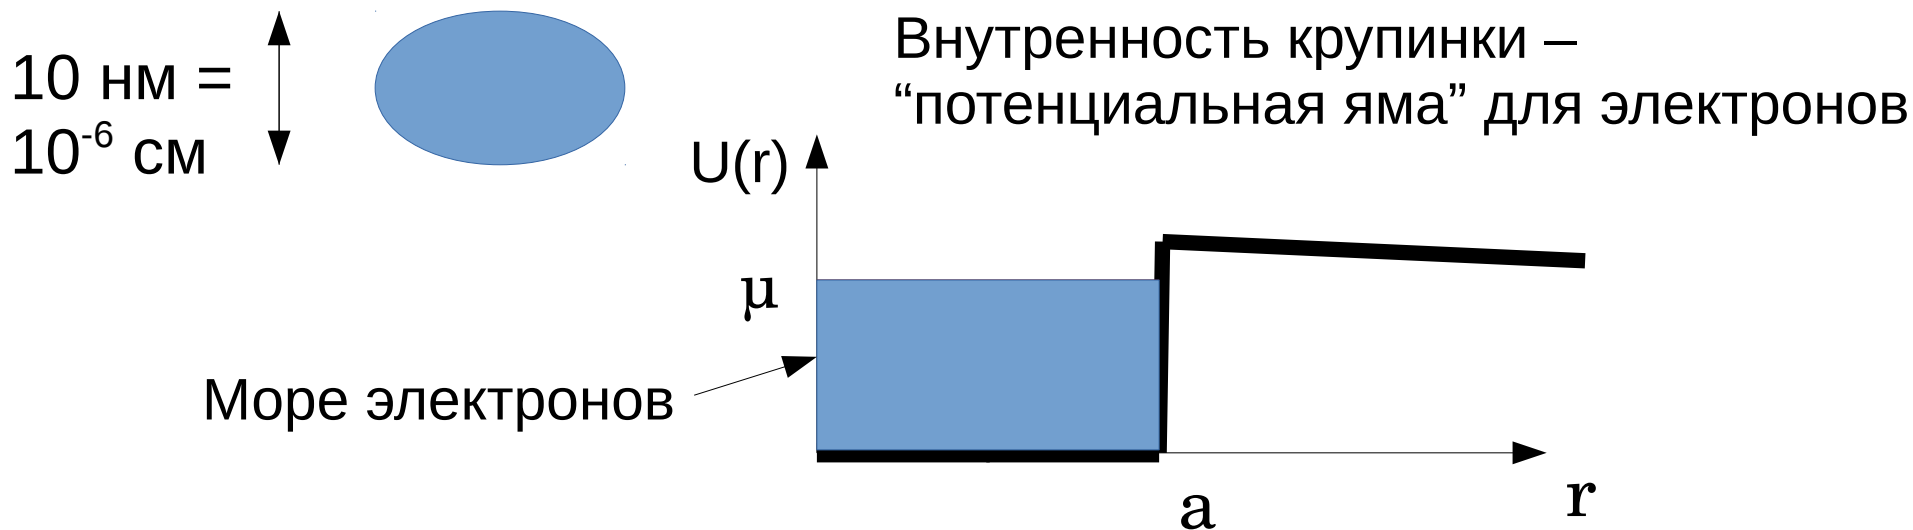 10 нм =
10⁻⁶ см
Внутренность крупинки –
“потенциальная яма” для электронов
U(r)
μ
Море электронов
a
r